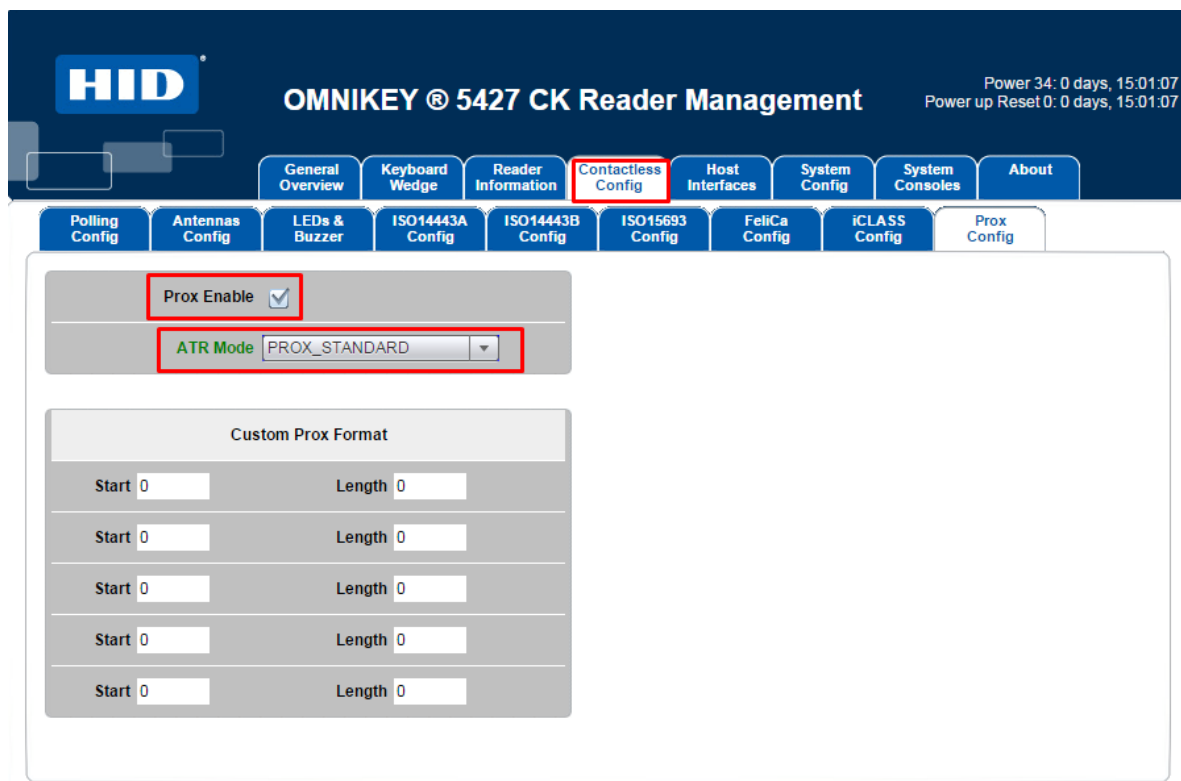 HID
OMNIKEY ® 5427 CK Reader Management
Power 34: 0 days, 15:01:07
Power up Reset 0: 0 days, 15:01:07
General Overview
Keyboard Wedge
Reader Information
Contactless Config
Host Interfaces
System Config
System Consoles
About
Polling Config
Antennas Config
LEDs & Buzzer
ISO14443A Config
ISO14443B Config
ISO15693 Config
FeliCa Config
iCLASS Config
Prox Config
Prox Enable
ATR Mode PROX_STANDARD
Custom Prox Format
Start 0 Length 0
Start 0 Length 0
Start 0 Length 0
Start 0 Length 0
Start 0 Length 0